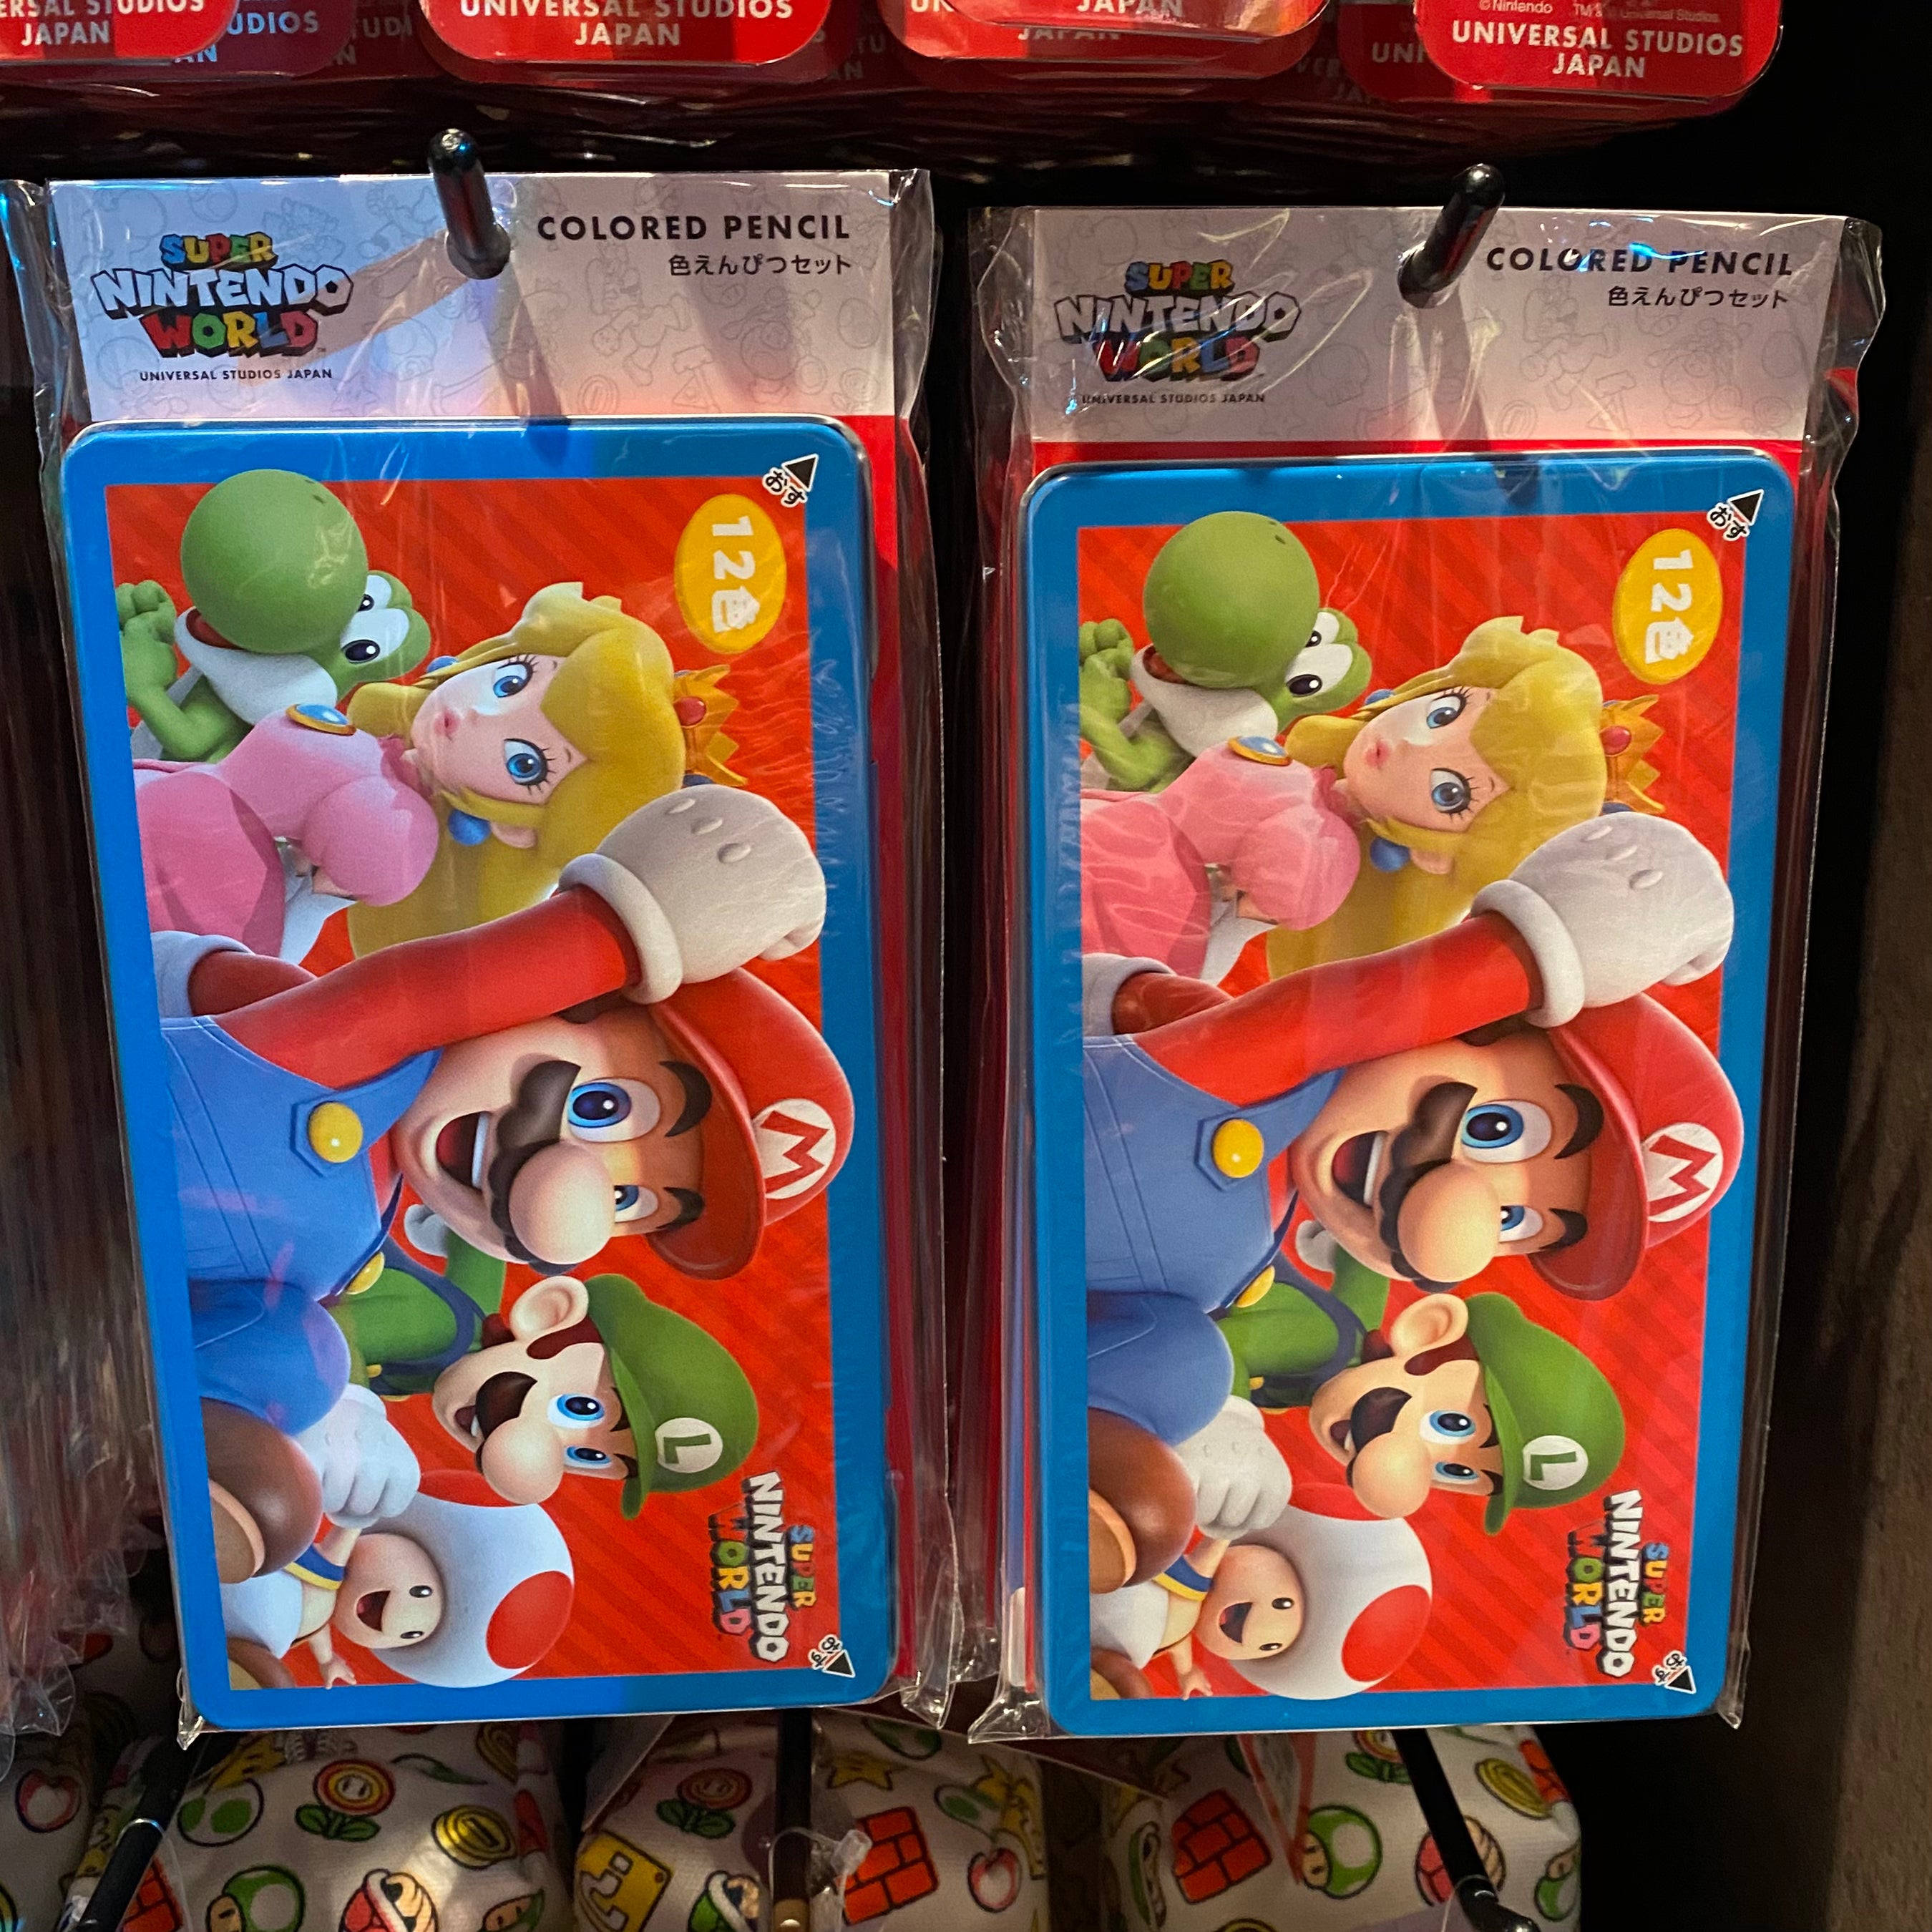 ERSAL STUDIOS
JAPAN
UNIVERSAL STUDIOS
JAPAN
JAPAN
©Nintendo TM & Universal Studios
UNIVERSAL STUDIOS
JAPAN
SUPER
NINTENDO
WORLD
UNIVERSAL STUDIOS JAPAN
COLORED PENCIL
色えんぴつセット
おす
12色
M
L
SUPER
NINTENDO
WORLD
おす
SUPER
NINTENDO
WORLD
UNIVERSAL STUDIOS JAPAN
COLORED PENCIL
色えんぴつセット
おす
12色
M
L
SUPER
NINTENDO
WORLD
おす